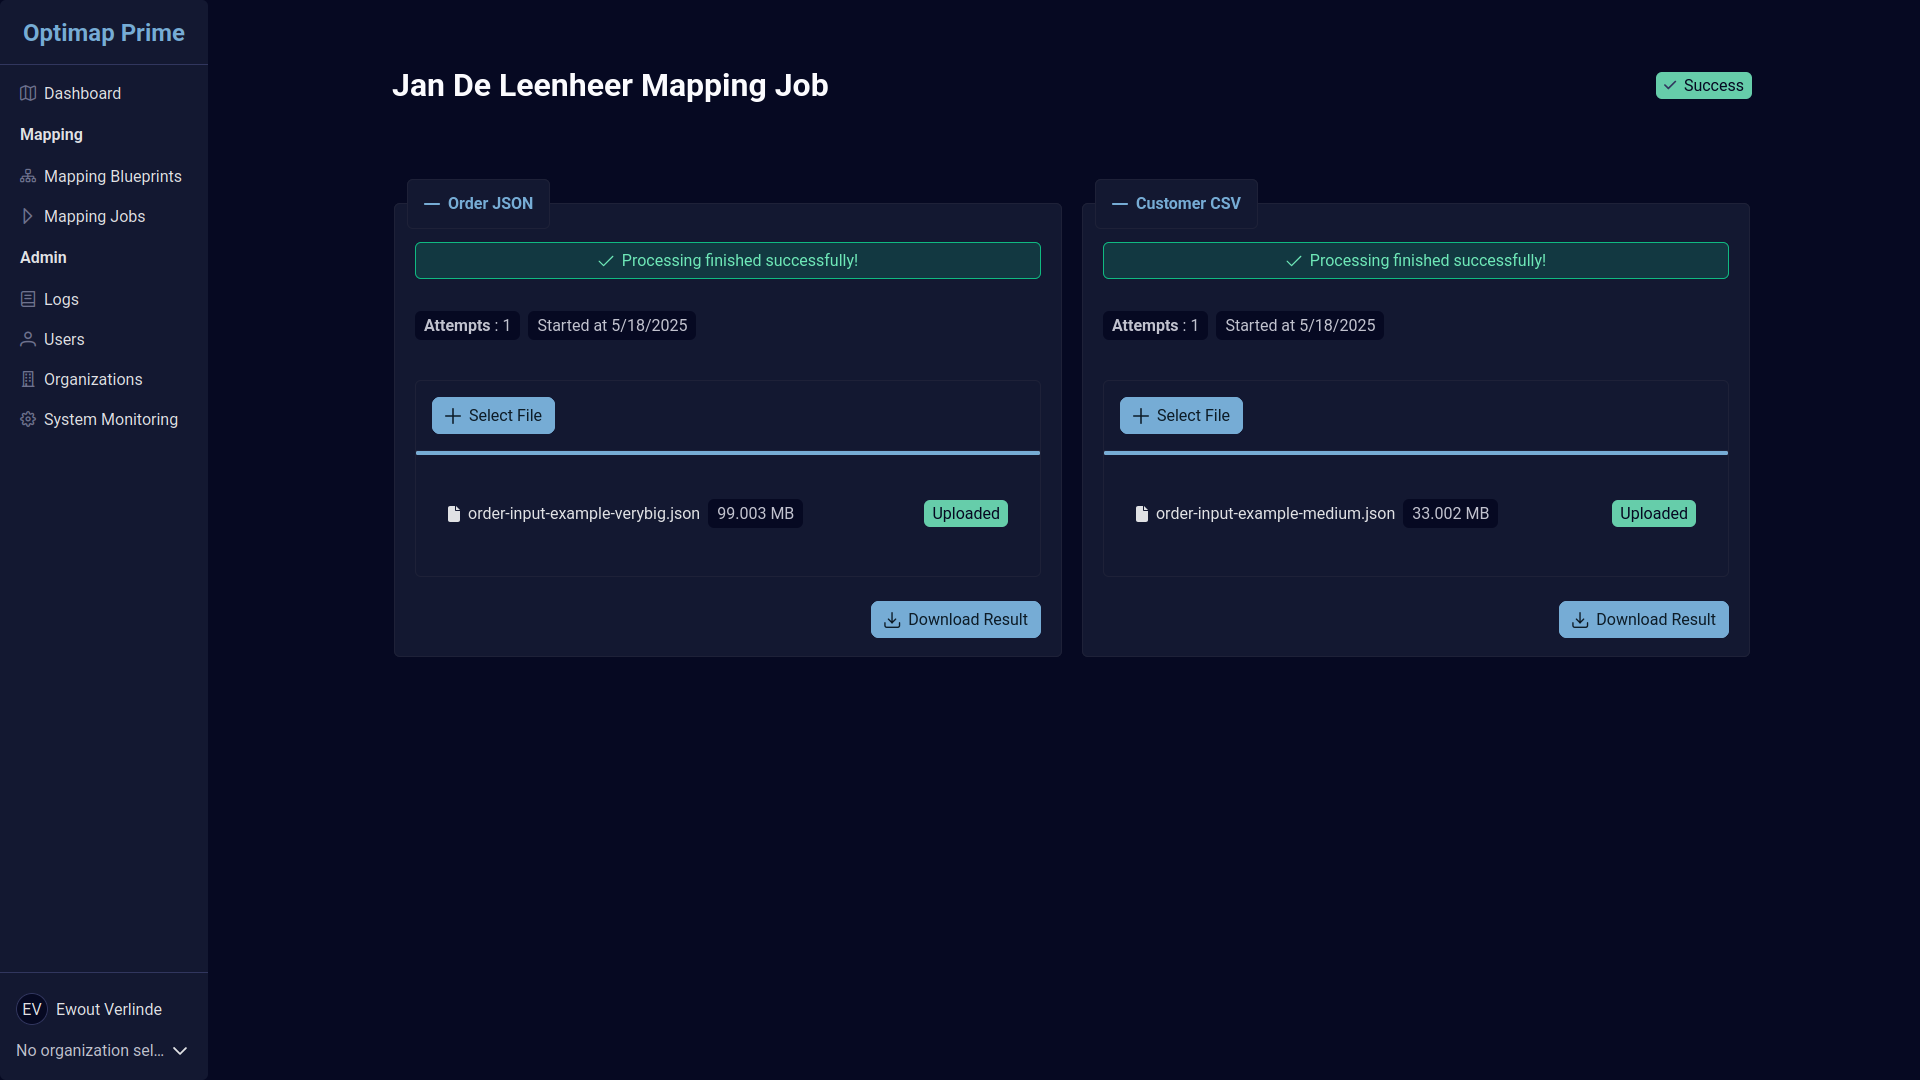 Optimap Prime
Dashboard
Mapping
Mapping Blueprints
Mapping Jobs
Admin
Logs
Users
Organizations
System Monitoring
EV Ewout Verlinde
No organization sel...
Jan De Leenheer Mapping Job
Success
Order JSON
Processing finished successfully!
Attempts : 1 Started at 5/18/2025
Select File
order-input-example-verybig.json 99.003 MB Uploaded
Download Result
Customer CSV
Processing finished successfully!
Attempts : 1 Started at 5/18/2025
Select File
order-input-example-medium.json 33.002 MB Uploaded
Download Result